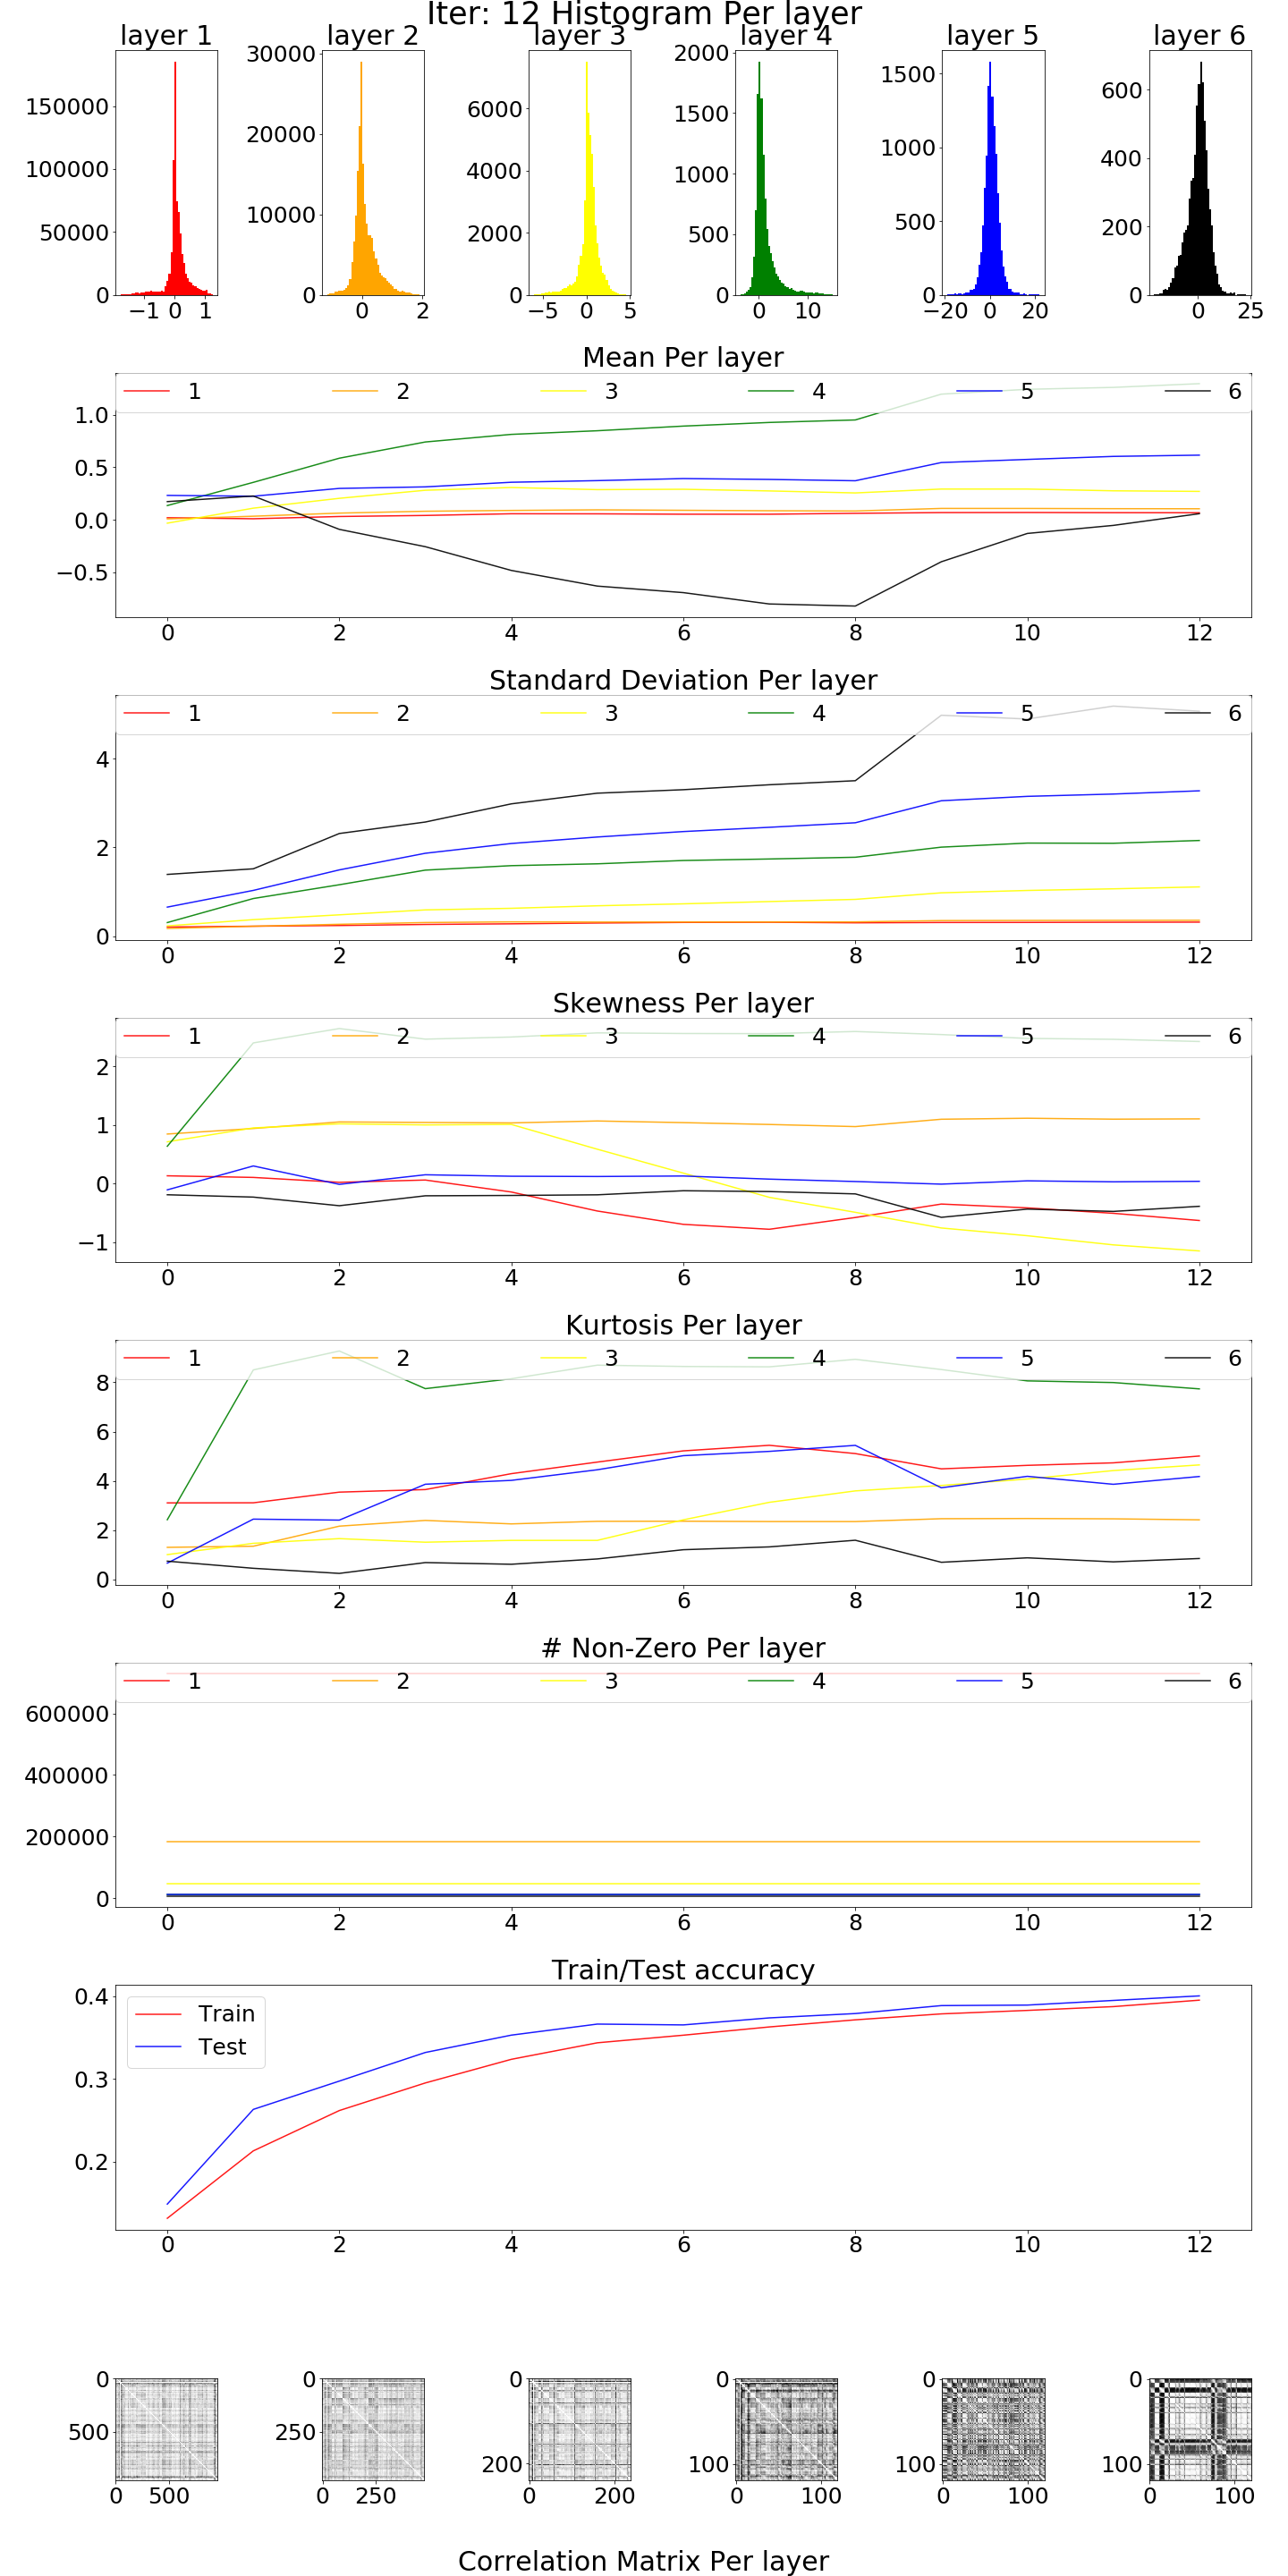 Iter: 12 Histogram Per layer
layer 1 layer 2 layer 3 layer 4 layer 5 layer 6
150000
100000
50000
0
−1 0 1
30000
20000
10000
0
0 2
6000
4000
2000
0
−5 0 5
2000
1500
1000
500
0
0 10
1500
1000
500
0
−20 0 20
600
400
200
0
0 25
Mean Per layer
1 2 3 4 5 6
1.0
0.5
0.0
−0.5
0 2 4 6 8 10 12
Standard Deviation Per layer
1 2 3 4 5 6
4
2
0
0 2 4 6 8 10 12
Skewness Per layer
1 2 3 4 5 6
2
1
0
−1
0 2 4 6 8 10 12
Kurtosis Per layer
1 2 3 4 5 6
8
6
4
2
0
0 2 4 6 8 10 12
# Non-Zero Per layer
1 2 3 4 5 6
600000
400000
200000
0
0 2 4 6 8 10 12
Train/Test accuracy
Train
Test
0.4
0.3
0.2
0 2 4 6 8 10 12
0
500
0 500
0
250
0 250
0
200
0 200
0
100
0 100
0
100
0 100
0
100
0 100
Correlation Matrix Per layer